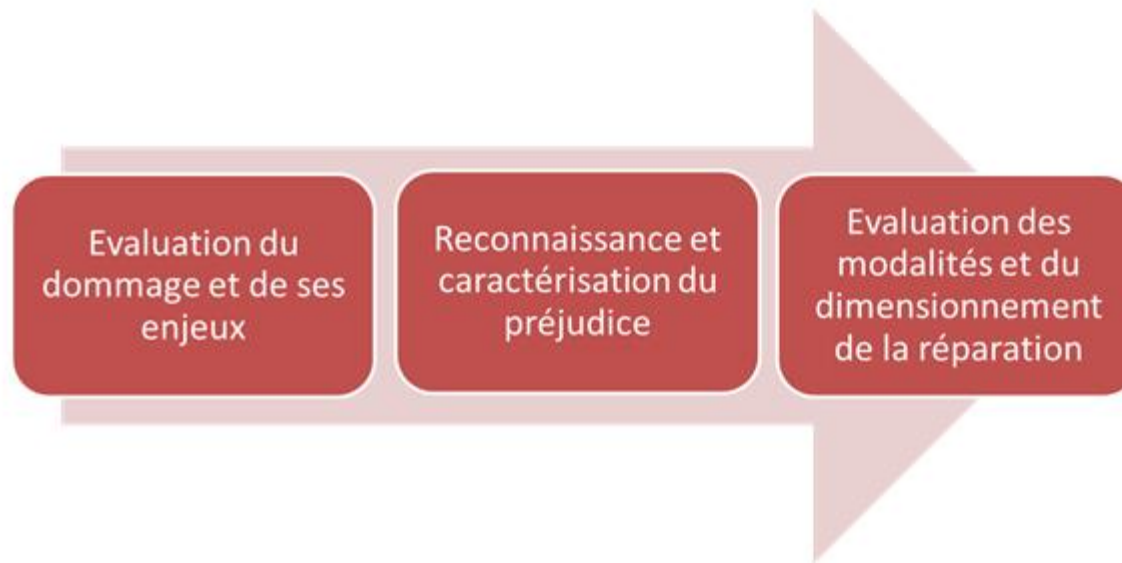 Evaluation du
dommage et de ses
enjeux
Reconnaissance et
caractérisation du
préjudice
Evaluation des
modalités et du
dimensionnement
de la réparation